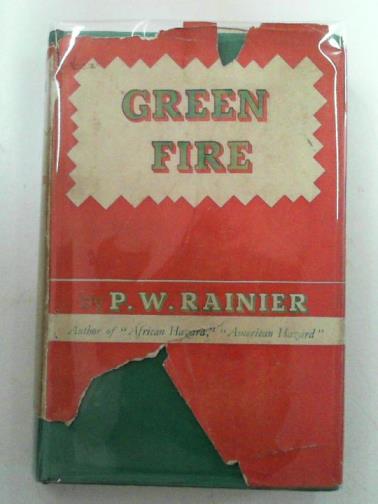 GREEN
FIRE
by P. W. RAINIER
Author of "African Hazard," "American Hazard"